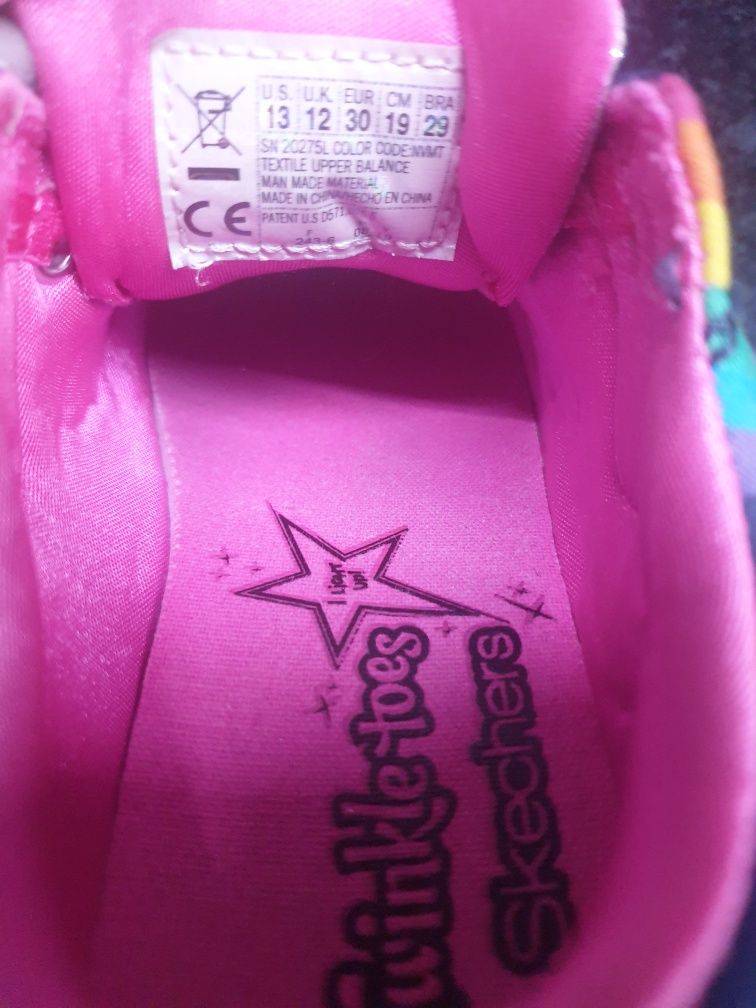 U.S. U.K. EUR CM BRA
13 12 30 19 29
SN 20275L COLOR CODE:NVMT
TEXTILE UPPER BALANCE
MAN MADE MATERIAL
MADE IN CHINA/HECHO EN CHINA
PATENT U.S D571
CE
I LIGHT
UP!
Twinkle toes
Skechers